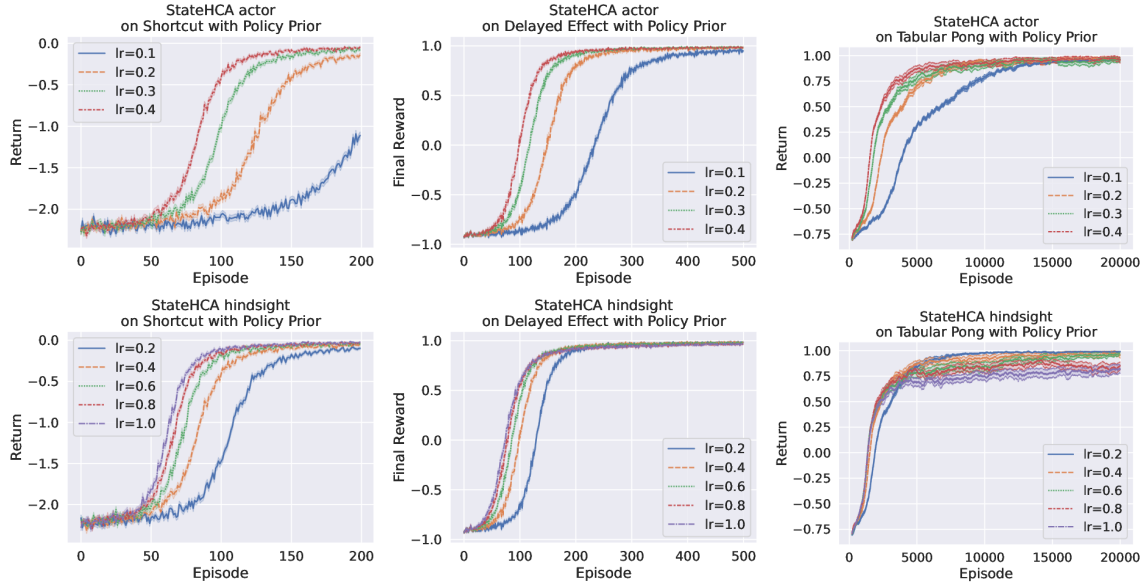 StateHCA actor
on Shortcut with Policy Prior
0.0
−0.5
−1.0
−1.5
−2.0
Return
lr=0.1
lr=0.2
lr=0.3
lr=0.4
0
50
100
150
200
Episode
StateHCA actor
on Delayed Effect with Policy Prior
1.0
0.5
0.0
−0.5
−1.0
Final Reward
lr=0.1
lr=0.2
lr=0.3
lr=0.4
0
100
200
300
400
500
Episode
StateHCA actor
on Tabular Pong with Policy Prior
1.00
0.75
0.50
0.25
0.00
−0.25
−0.50
−0.75
Return
lr=0.1
lr=0.2
lr=0.3
lr=0.4
0
5000
10000
15000
20000
Episode
StateHCA hindsight
on Shortcut with Policy Prior
0.0
−0.5
−1.0
−1.5
−2.0
Return
lr=0.2
lr=0.4
lr=0.6
lr=0.8
lr=1.0
0
50
100
150
200
Episode
StateHCA hindsight
on Delayed Effect with Policy Prior
1.0
0.5
0.0
−0.5
−1.0
Final Reward
lr=0.2
lr=0.4
lr=0.6
lr=0.8
lr=1.0
0
100
200
300
400
500
Episode
StateHCA hindsight
on Tabular Pong with Policy Prior
1.00
0.75
0.50
0.25
0.00
−0.25
−0.50
−0.75
Return
lr=0.2
lr=0.4
lr=0.6
lr=0.8
lr=1.0
0
5000
10000
15000
20000
Episode